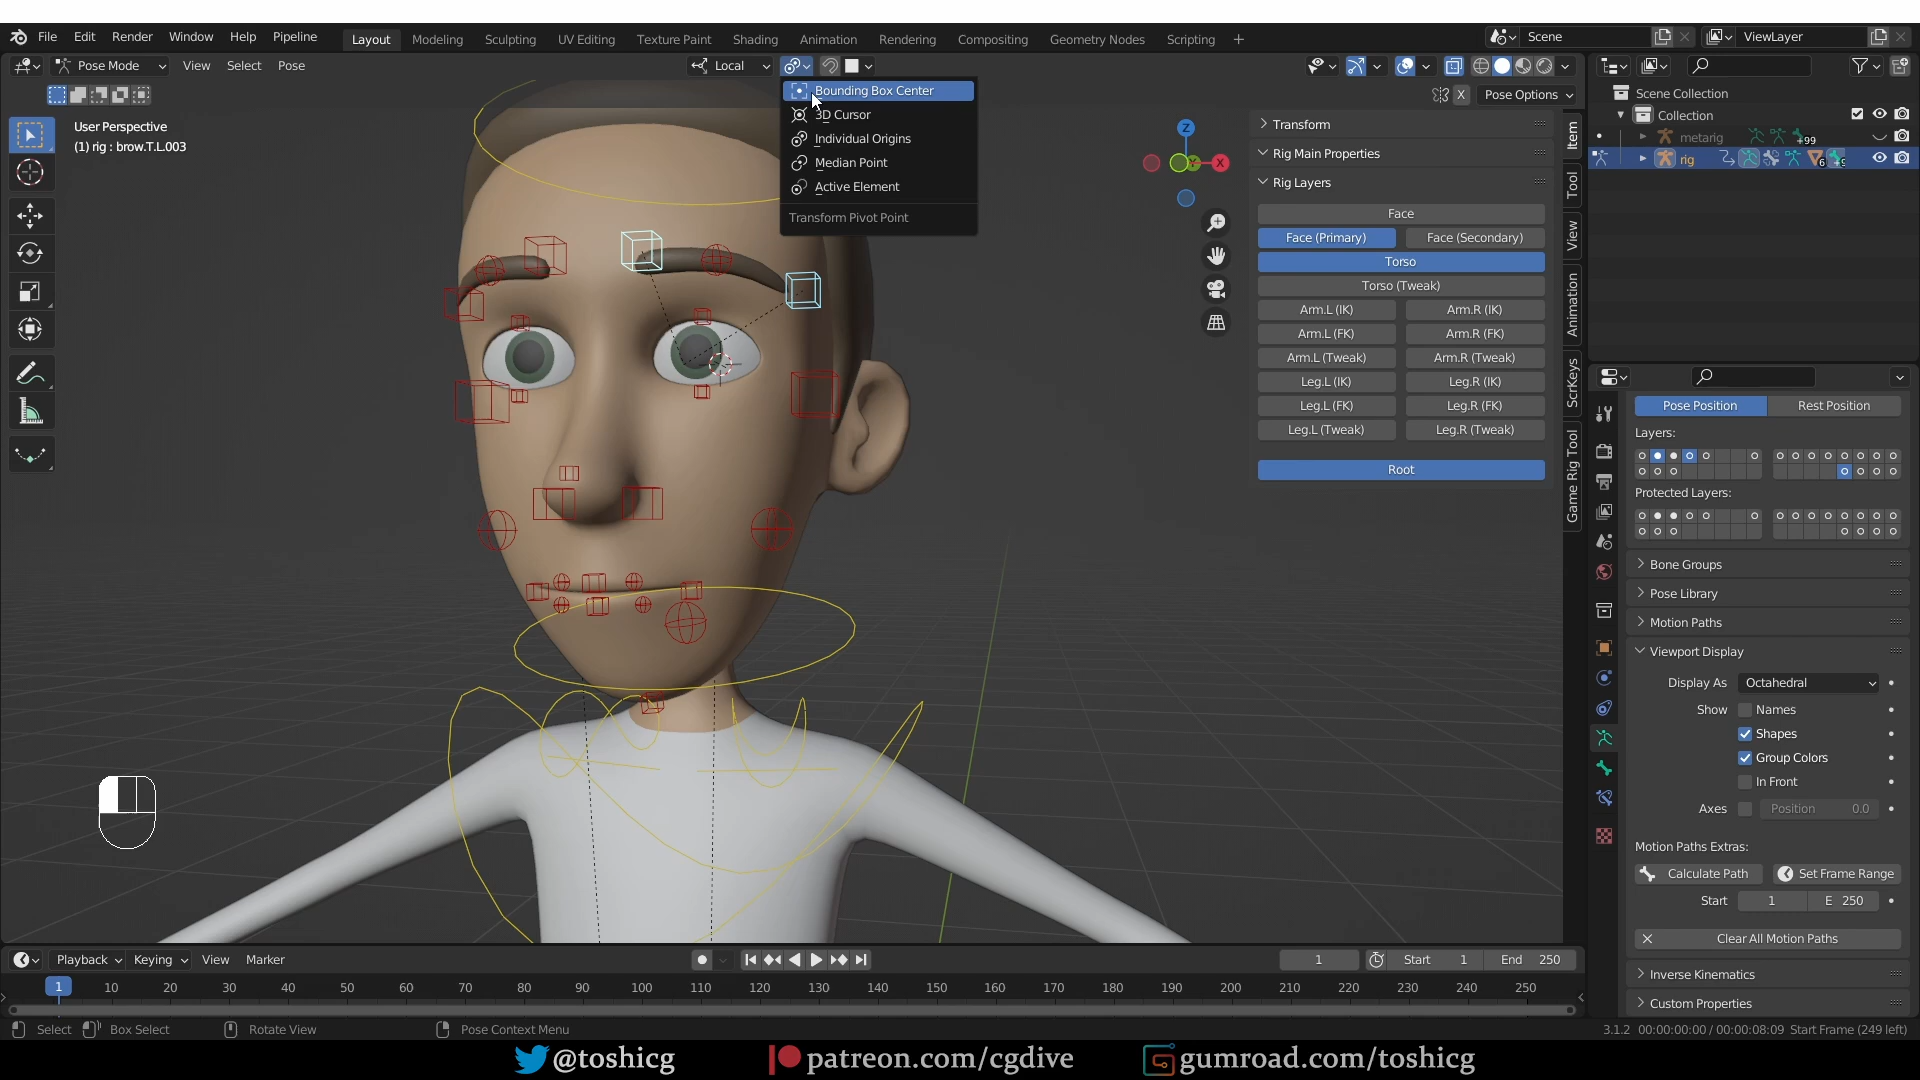 File Edit Render Window Help Pipeline
Layout Modeling Sculpting UV Editing Texture Paint Shading Animation Rendering Compositing Geometry Nodes Scripting +
Scene
ViewLayer
Pose Mode View Select Pose
Local
X Pose Options
User Perspective
(1) rig : brow.T.L.003
Bounding Box Center
3D Cursor
Individual Origins
Median Point
Active Element
Transform Pivot Point
Z
X
Transform
Rig Main Properties
Rig Layers
Face
Face (Primary) Face (Secondary)
Torso
Torso (Tweak)
Arm.L (IK) Arm.R (IK)
Arm.L (FK) Arm.R (FK)
Arm.L (Tweak) Arm.R (Tweak)
Leg.L (IK) Leg.R (IK)
Leg.L (FK) Leg.R (FK)
Leg.L (Tweak) Leg.R (Tweak)
Root
Item
Tool
View
Animation
ScrKeys
Game Rig Tool
Scene Collection
Collection
metarig +99
rig 6
Pose Position Rest Position
Layers:
Protected Layers:
Bone Groups
Pose Library
Motion Paths
Viewport Display
Display As Octahedral
Show Names
Shapes
Group Colors
In Front
Axes Position 0.0
Motion Paths Extras:
Calculate Path Set Frame Range
Start 1 E 250
Clear All Motion Paths
Inverse Kinematics
Custom Properties
Playback Keying View Marker
1 Start 1 End 250
1 10 20 30 40 50 60 70 80 90 100 110 120 130 140 150 160 170 180 190 200 210 220 230 240 250
Select Box Select Rotate View Pose Context Menu
3.1.2 00:00:00:00 / 00:00:08:09 Start Frame (249 left)
@toshicg patreon.com/cgdive gumroad.com/toshicg